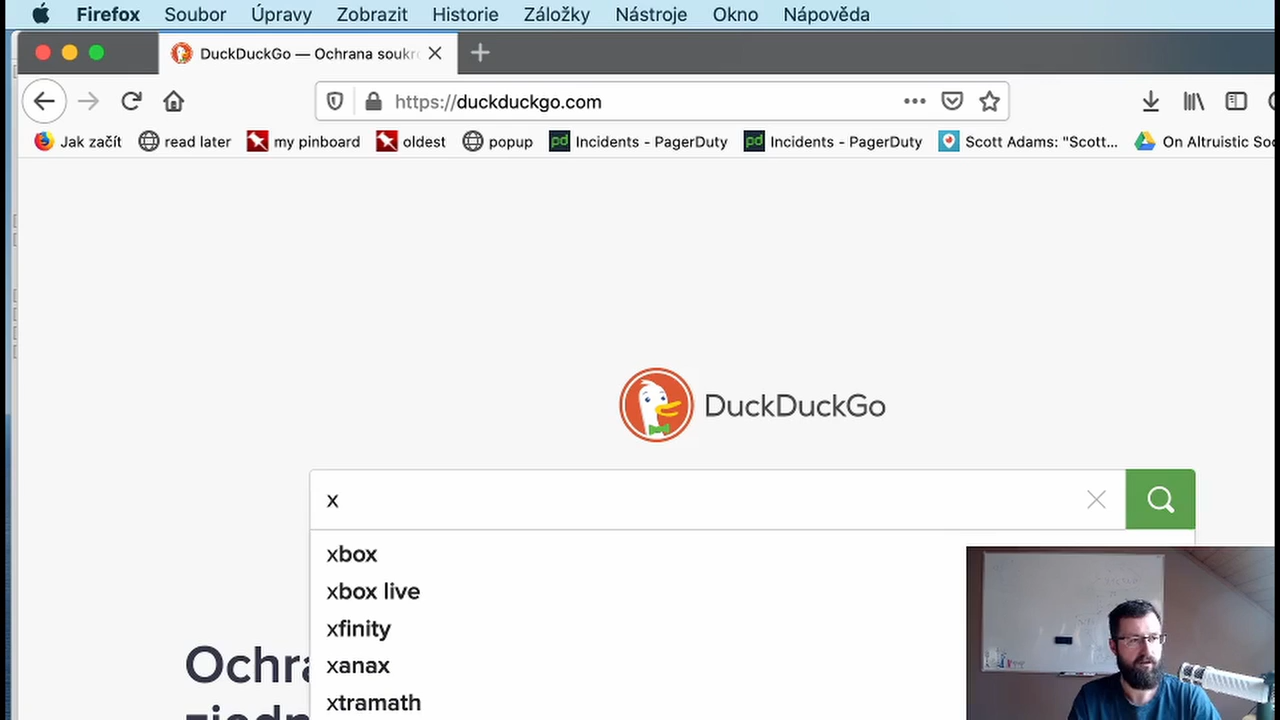 Firefox Soubor Úpravy Zobrazit Historie Záložky Nástroje Okno Nápověda
DuckDuckGo — Ochrana soukr
https://duckduckgo.com
Jak začít read later my pinboard oldest popup pd Incidents - PagerDuty pd Incidents - PagerDuty Scott Adams: "Scott... On Altruistic Soc
DuckDuckGo
x
xbox
xbox live
xfinity
xanax
xtramath
Ochra